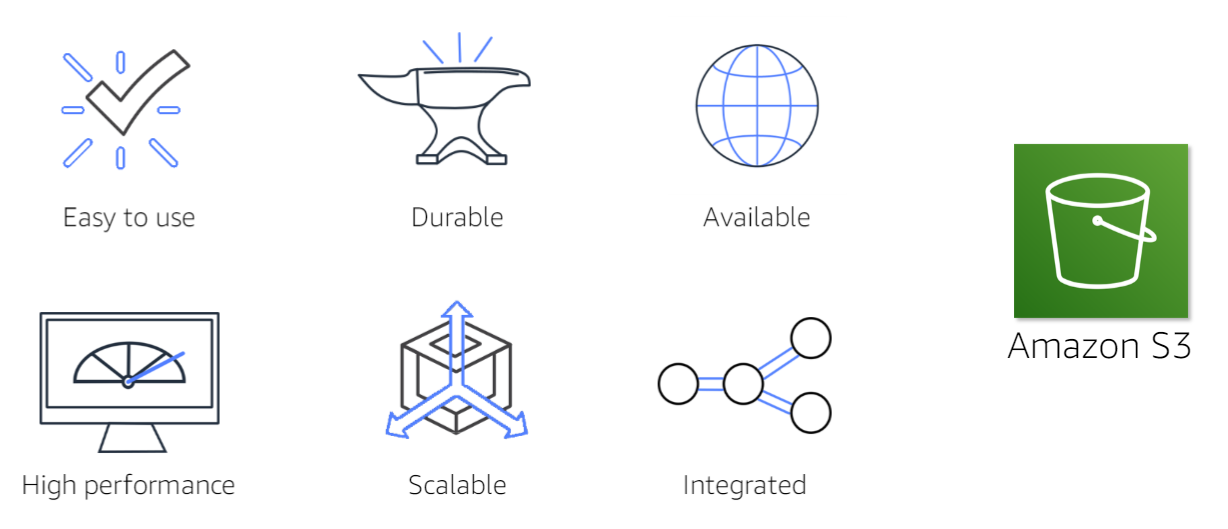 Easy to use
Durable
Available
Amazon S3
High performance
Scalable
Integrated